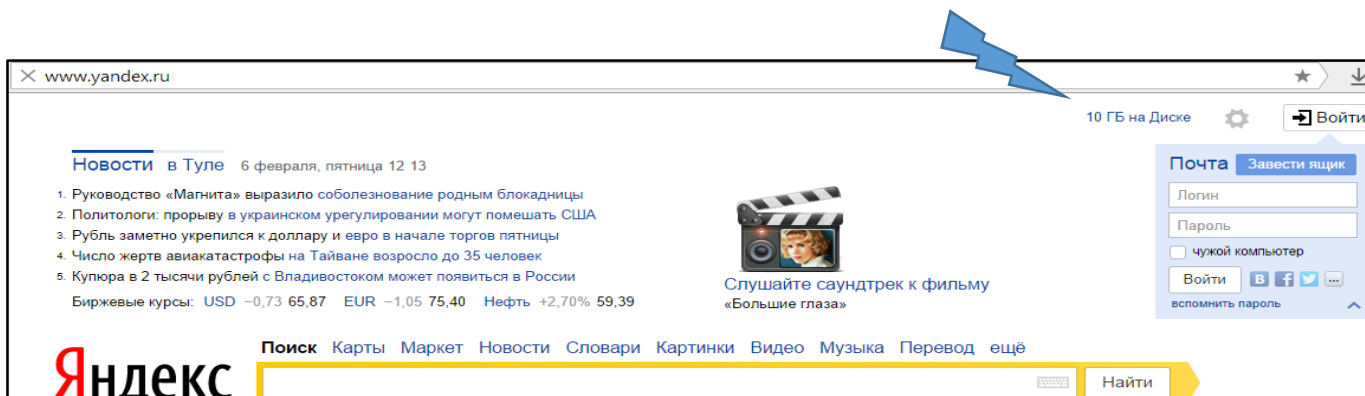 www.yandex.ru
10 ГБ на Диске
Войти
Новости в Туле 6 февраля, пятница 12 13
1. Руководство «Магнита» выразило соболезнование родным блокадницы
2. Политологи: прорыву в украинском урегулировании могут помешать США
3. Рубль заметно укрепился к доллару и евро в начале торгов пятницы
4. Число жертв авиакатастрофы на Тайване возросло до 35 человек
5. Купюра в 2 тысячи рублей с Владивостоком может появиться в России
Биржевые курсы: USD −0,73 65,87 EUR −1,05 75,40 Нефть +2,70% 59,39
Слушайте саундтрек к фильму
«Большие глаза»
Почта Завести ящик
Логин
Пароль
чужой компьютер
Войти
вспомнить пароль
Поиск Карты Маркет Новости Словари Картинки Видео Музыка Перевод ещё
Яндекс
Найти